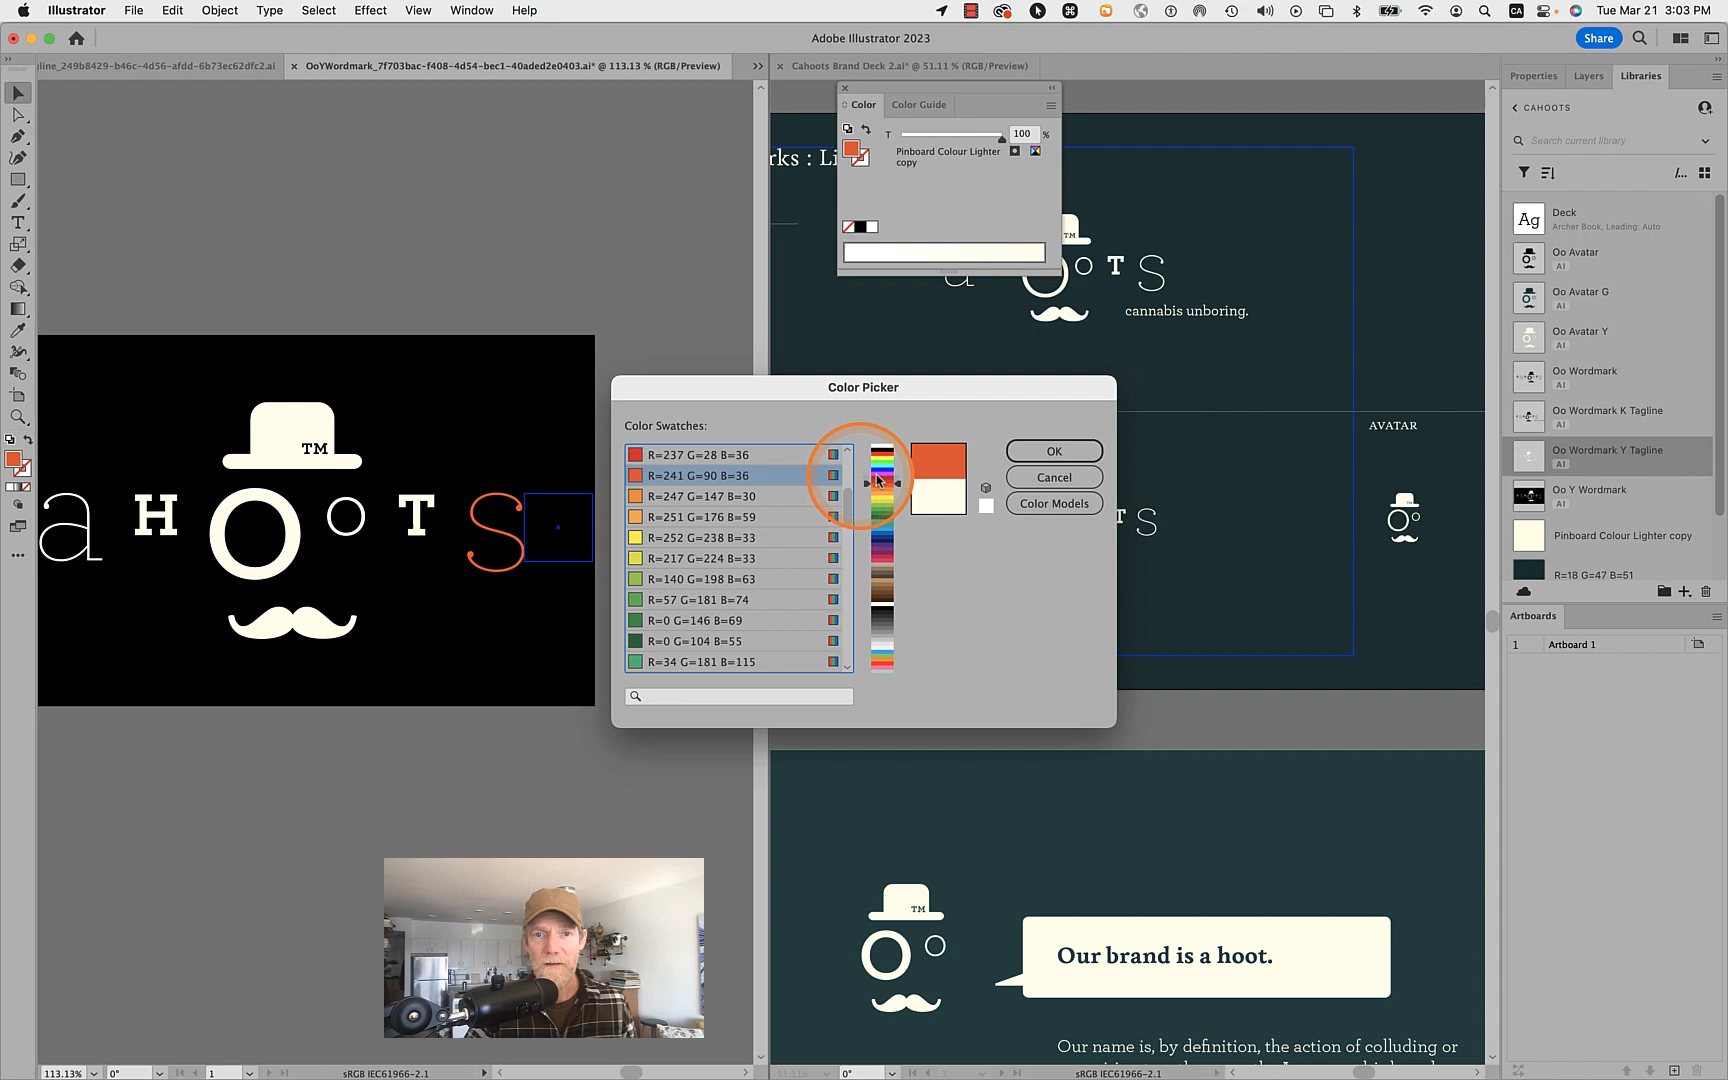 Illustrator File Edit Object Type Select Effect View Window Help
CA
Tue Mar 21 3:03 PM
Adobe Illustrator 2023
Share
line_249b8429-b46c-4d56-afdd-6b73ec62dfc2.ai
× OoYWordmark_7f703bac-f408-4d54-bec1-40aded2e0403.ai* @ 113.13 % (RGB/Preview)
× Cahoots Brand Deck 2.ai* @ 51.11 % (RGB/Preview)
Properties Layers Libraries
Color Color Guide
T 100 %
Pinboard Colour Lighter
copy
rks : Li
TM
a O o T S
cannabis unboring.
CAHOOTS
Search current library
Ag
Deck
Archer Book, Leading: Auto
Oo Avatar
AI
Oo Avatar G
AI
Oo Avatar Y
AI
Oo Wordmark
AI
Oo Wordmark K Tagline
AI
Oo Wordmark Y Tagline
AI
Oo Y Wordmark
AI
Pinboard Colour Lighter copy
R=18 G=47 B=51
Artboards
1 Artboard 1
TM
a H O o T S
Color Picker
Color Swatches:
R=237 G=28 B=36
R=241 G=90 B=36
R=247 G=147 B=30
R=251 G=176 B=59
R=252 G=238 B=33
R=217 G=224 B=33
R=140 G=198 B=63
R=57 G=181 B=74
R=0 G=146 B=69
R=0 G=104 B=55
R=34 G=181 B=115
OK
Cancel
Color Models
AVATAR
T S
TM
Our brand is a hoot.
Our name is, by definition, the action of colluding or
113.13% 0° 1 sRGB IEC61966-2.1
51.11% 0° sRGB IEC61966-2.1